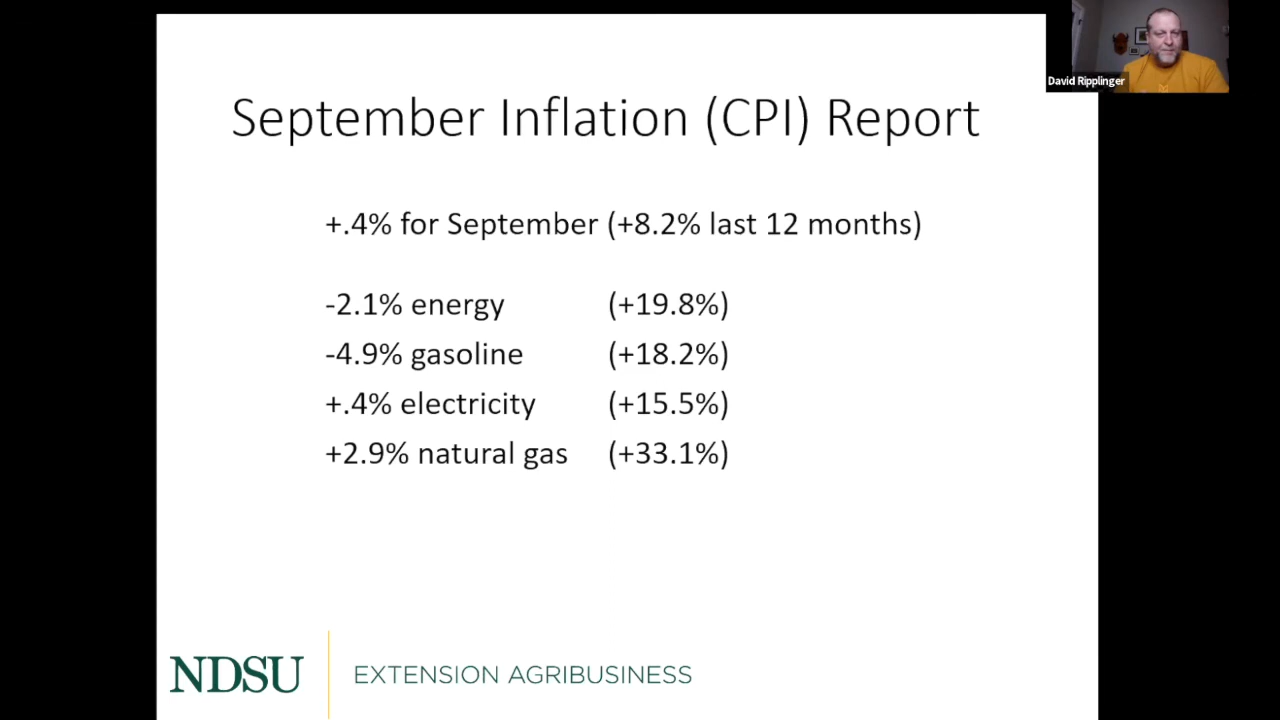 David Ripplinger
September Inflation (CPI) Report
+.4% for September (+8.2% last 12 months)
-2.1% energy (+19.8%)
-4.9% gasoline (+18.2%)
+.4% electricity (+15.5%)
+2.9% natural gas (+33.1%)
NDSU EXTENSION AGRIBUSINESS